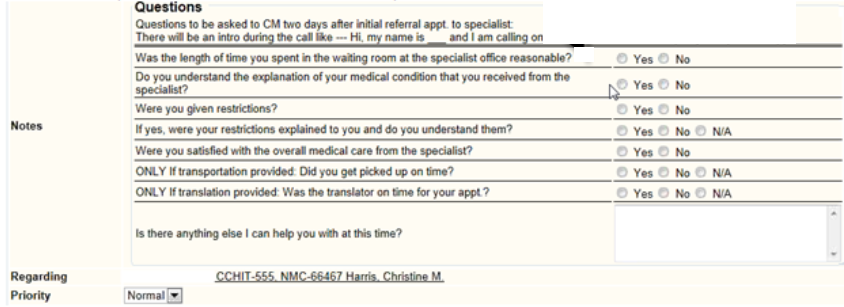 Questions
Questions to be asked to CM two days after initial referral appt. to specialist:
There will be an intro during the call like --- Hi, my name is ___ and I am calling on
Was the length of time you spent in the waiting room at the specialist office reasonable? Yes No
Do you understand the explanation of your medical condition that you received from the
specialist? Yes No
Were you given restrictions? Yes No
Notes
If yes, were your restrictions explained to you and do you understand them? Yes No N/A
Were you satisfied with the overall medical care from the specialist? Yes No
ONLY If transportation provided: Did you get picked up on time? Yes No N/A
ONLY If translation provided: Was the translator on time for your appt.? Yes No N/A
Is there anything else I can help you with at this time?
Regarding CCHIT-555, NMC-66467 Harris, Christine M.
Priority Normal